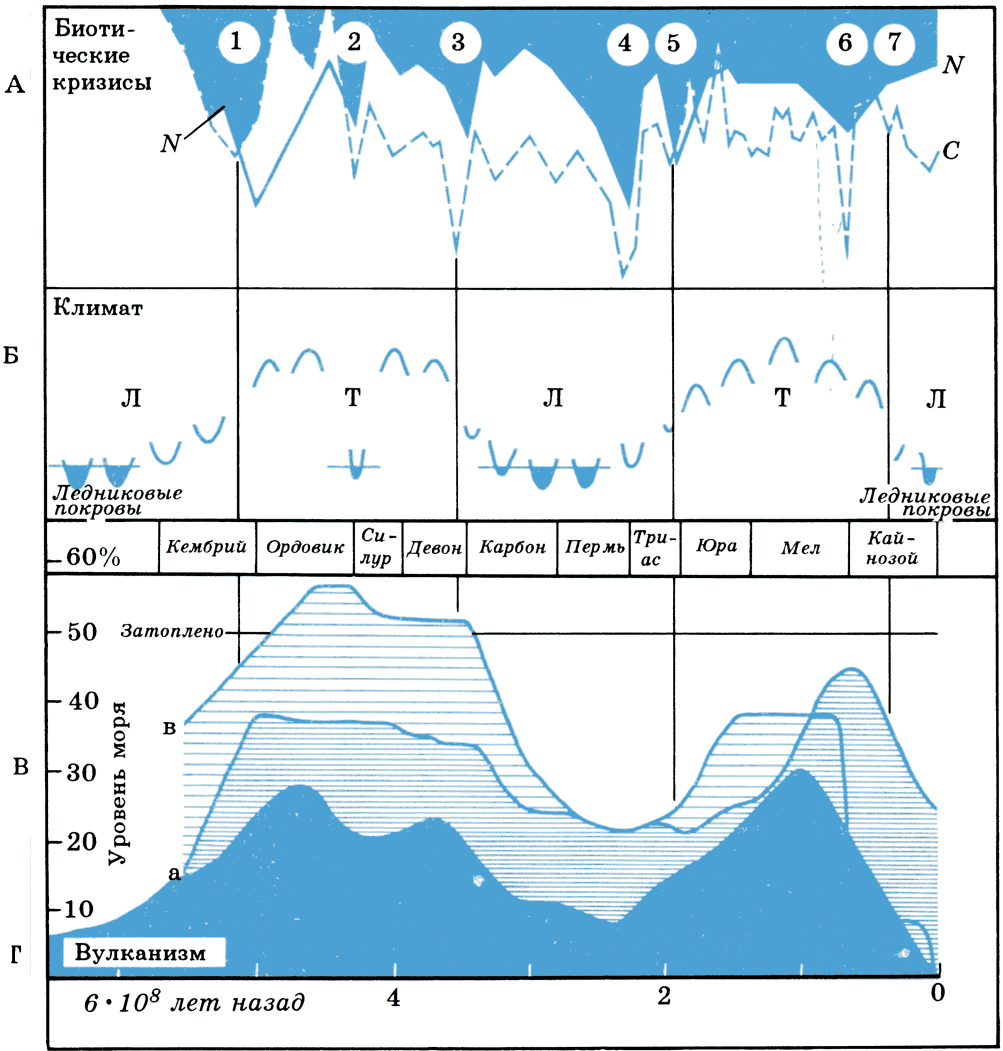 А
Биоти-
ческие
кризисы
1
2
3
4
5
6
7
N
N
C
Б
Климат
Л
Т
Л
Т
Л
Ледниковые
покровы
Ледниковые
покровы
60%
Кембрий
Ордовик
Си-
лур
Девон
Карбон
Пермь
Три-
ас
Юра
Мел
Кай-
нозой
50
Затоплено
40
в
В
30
Уровень моря
20
а
10
Г
Вулканизм
6·10⁸ лет назад
4
2
0